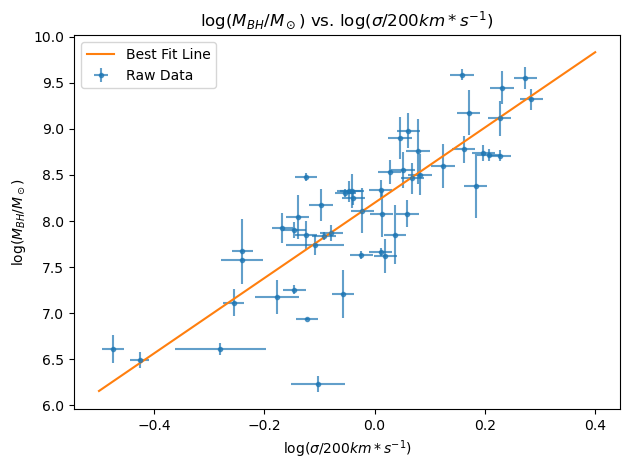 log(M_BH/M_⊙) vs. log(σ/200km * s⁻¹)
Best Fit Line
Raw Data
10.0
9.5
9.0
8.5
8.0
7.5
7.0
6.5
6.0
log(M_BH/M_⊙)
−0.4 −0.2 0.0 0.2 0.4
log(σ/200km * s⁻¹)